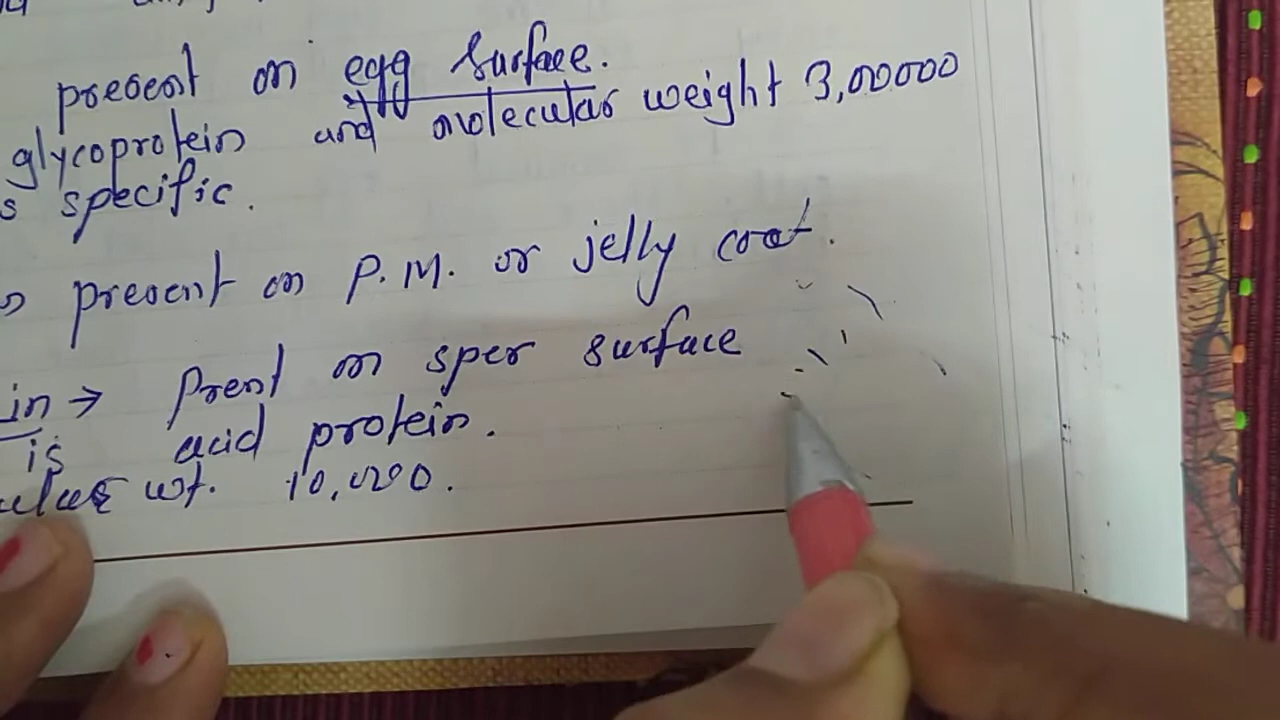 present on egg surface.
glycoprotein and molecular weight 3,00000
s specific.
present on P.M. or jelly coat.
in → Prent on sper surface
is acid protein.
wt. 10,000.